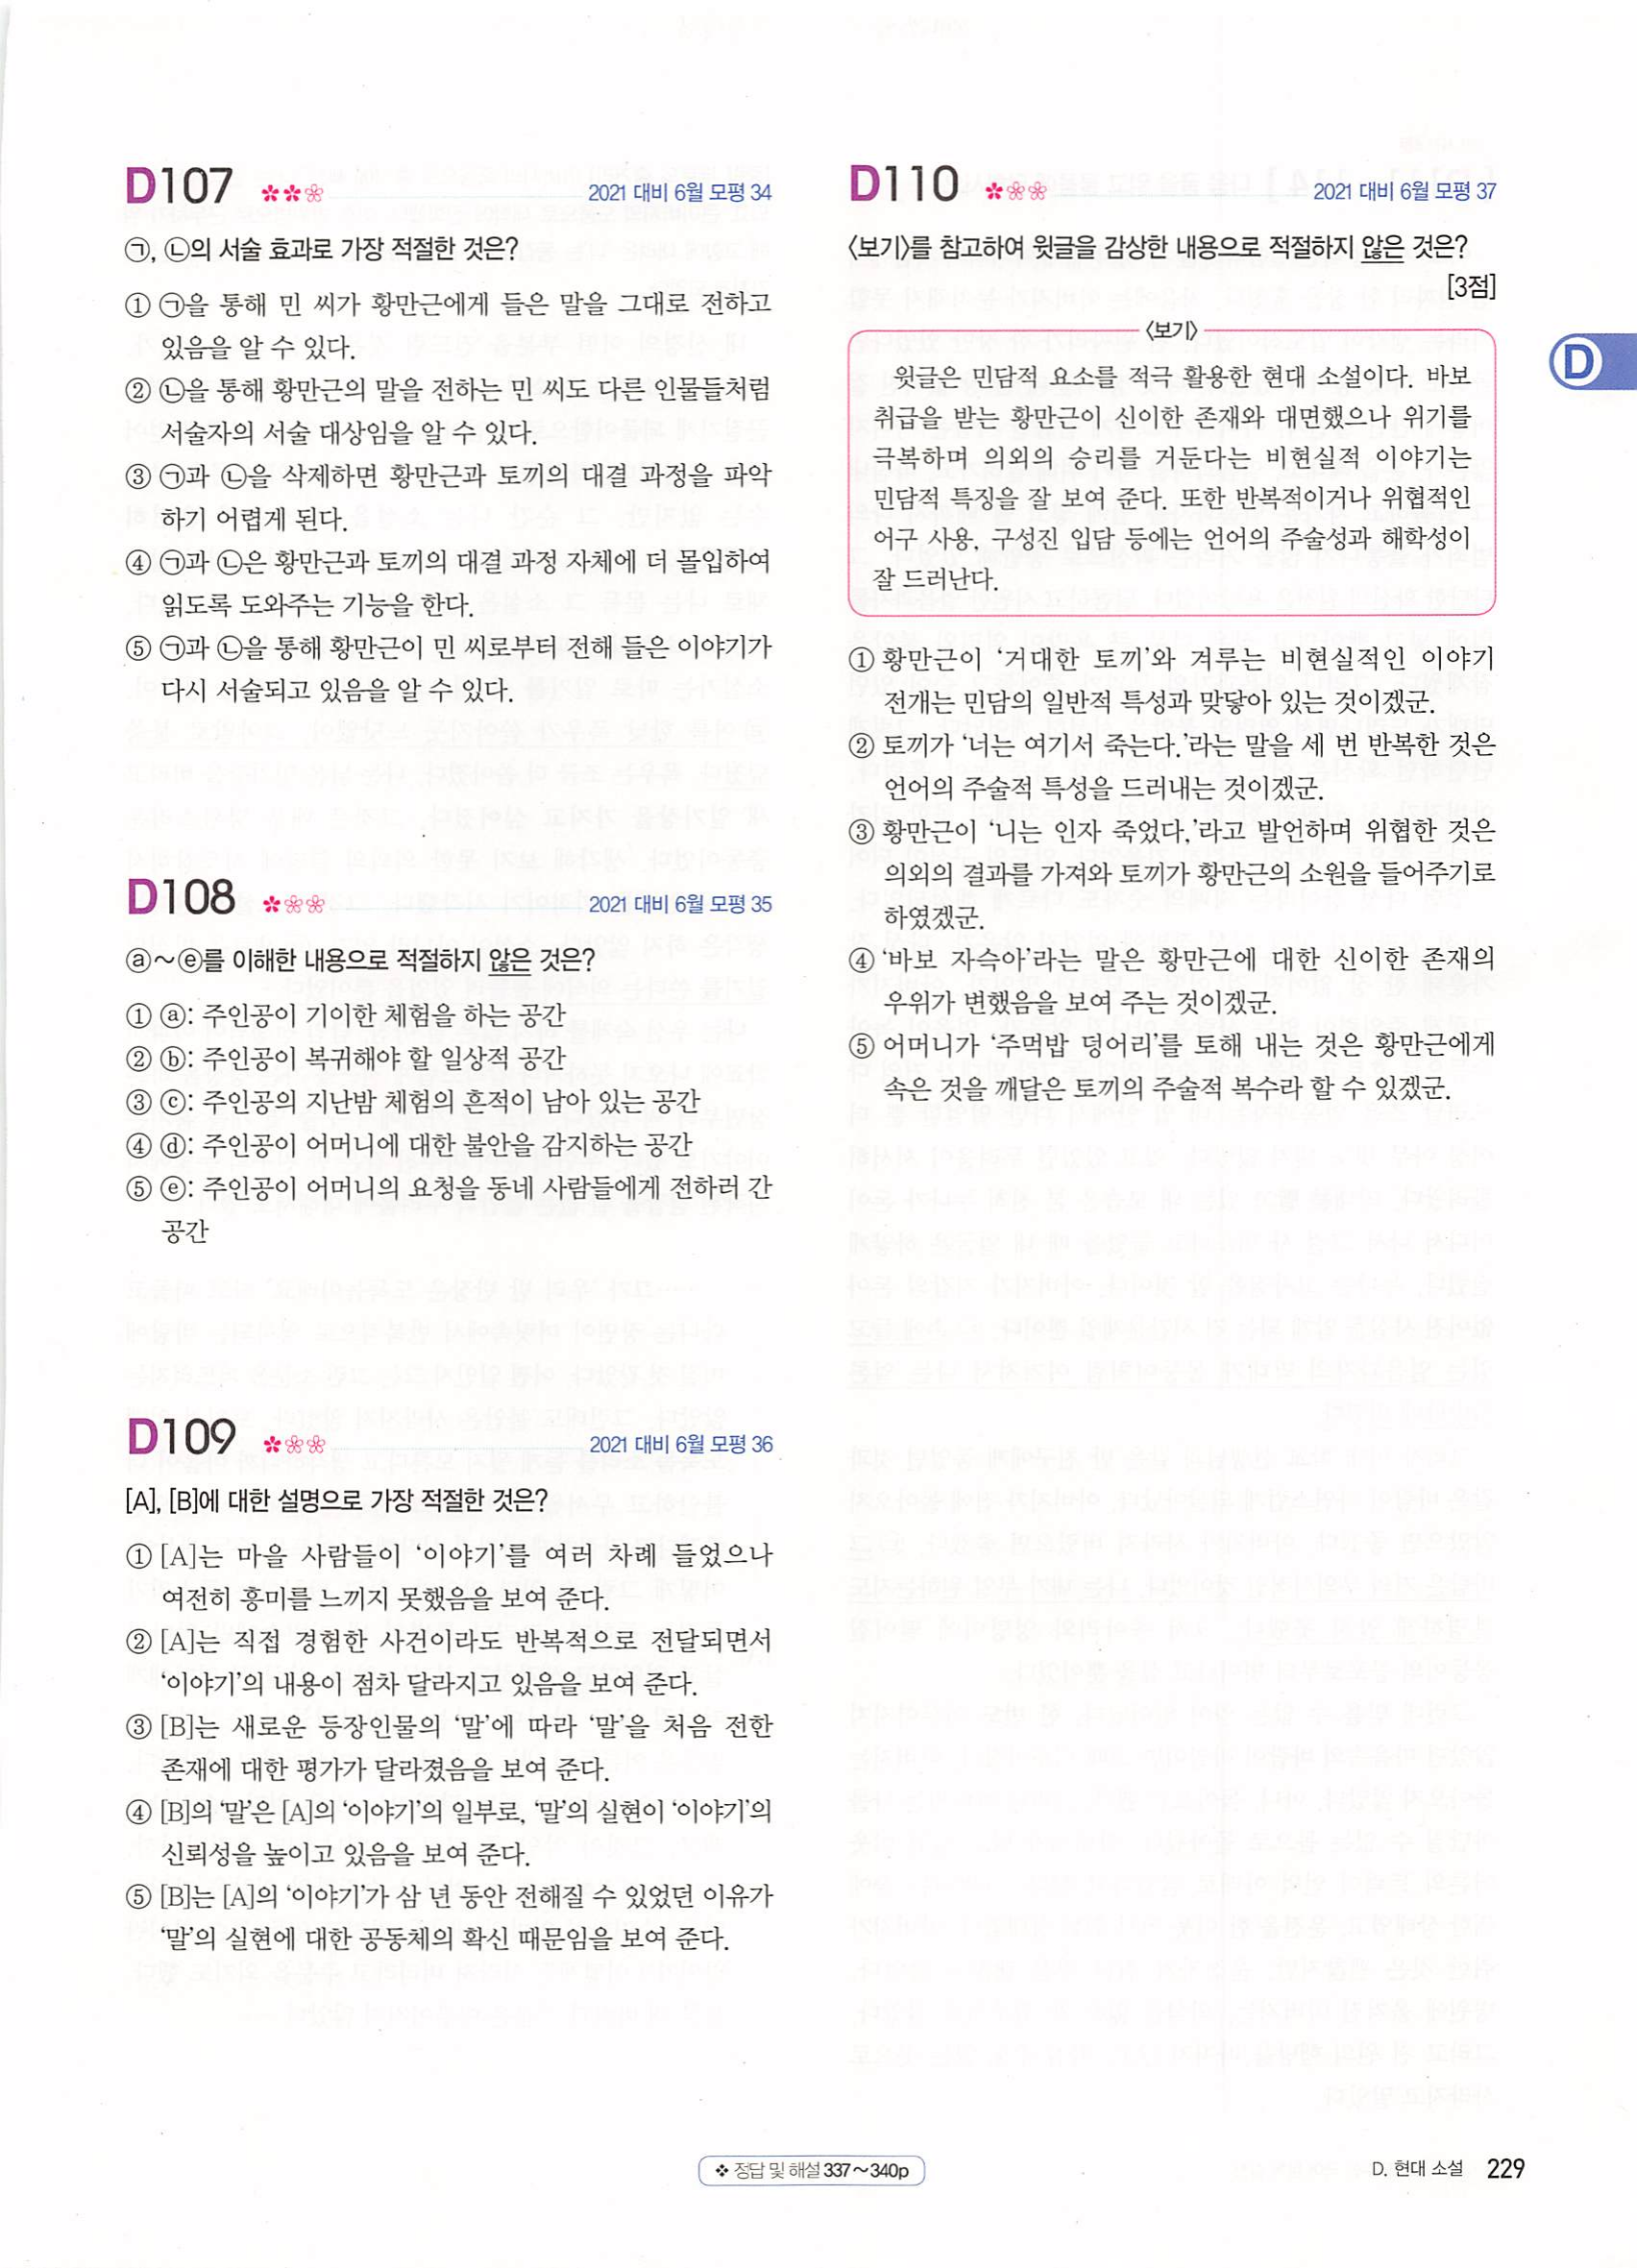 D107
2021 대비 6월 모평 34
㉠, ㉡의 서술 효과로 가장 적절한 것은?
① ㉠을 통해 민 씨가 황만근에게 들은 말을 그대로 전하고
있음을 알 수 있다.
② ㉡을 통해 황만근의 말을 전하는 민 씨도 다른 인물들처럼
서술자의 서술 대상임을 알 수 있다.
③ ㉠과 ㉡을 삭제하면 황만근과 토끼의 대결 과정을 파악
하기 어렵게 된다.
④ ㉠과 ㉡은 황만근과 토끼의 대결 과정 자체에 더 몰입하여
읽도록 도와주는 기능을 한다.
⑤ ㉠과 ㉡을 통해 황만근이 민 씨로부터 전해 들은 이야기가
다시 서술되고 있음을 알 수 있다.
D108
2021 대비 6월 모평 35
ⓐ～ⓔ를 이해한 내용으로 적절하지 않은 것은?
① ⓐ: 주인공이 기이한 체험을 하는 공간
② ⓑ: 주인공이 복귀해야 할 일상적 공간
③ ⓒ: 주인공의 지난밤 체험의 흔적이 남아 있는 공간
④ ⓓ: 주인공이 어머니에 대한 불안을 감지하는 공간
⑤ ⓔ: 주인공이 어머니의 요청을 동네 사람들에게 전하러 간
공간
D109
2021 대비 6월 모평 36
[A], [B]에 대한 설명으로 가장 적절한 것은?
① [A]는 마을 사람들이 ‘이야기’를 여러 차례 들었으나
여전히 흥미를 느끼지 못했음을 보여 준다.
② [A]는 직접 경험한 사건이라도 반복적으로 전달되면서
‘이야기’의 내용이 점차 달라지고 있음을 보여 준다.
③ [B]는 새로운 등장인물의 ‘말’에 따라 ‘말’을 처음 전한
존재에 대한 평가가 달라졌음을 보여 준다.
④ [B]의 ‘말’은 [A]의 ‘이야기’의 일부로, ‘말’의 실현이 ‘이야기’의
신뢰성을 높이고 있음을 보여 준다.
⑤ [B]는 [A]의 ‘이야기’가 삼 년 동안 전해질 수 있었던 이유가
‘말’의 실현에 대한 공동체의 확신 때문임을 보여 준다.
D110
2021 대비 6월 모평 37
〈보기〉를 참고하여 윗글을 감상한 내용으로 적절하지 않은 것은?
[3점]
〈보기〉
윗글은 민담적 요소를 적극 활용한 현대 소설이다. 바보
취급을 받는 황만근이 신이한 존재와 대면했으나 위기를
극복하며 의외의 승리를 거둔다는 비현실적 이야기는
민담적 특징을 잘 보여 준다. 또한 반복적이거나 위협적인
어구 사용, 구성진 입담 등에는 언어의 주술성과 해학성이
잘 드러난다.
① 황만근이 ‘거대한 토끼’와 겨루는 비현실적인 이야기
전개는 민담의 일반적 특성과 맞닿아 있는 것이겠군.
② 토끼가 ‘너는 여기서 죽는다.’라는 말을 세 번 반복한 것은
언어의 주술적 특성을 드러내는 것이겠군.
③ 황만근이 ‘니는 인자 죽었다.’라고 발언하며 위협한 것은
의외의 결과를 가져와 토끼가 황만근의 소원을 들어주기로
하였겠군.
④ ‘바보 자슥아’라는 말은 황만근에 대한 신이한 존재의
우위가 변했음을 보여 주는 것이겠군.
⑤ 어머니가 ‘주먹밥 덩어리’를 토해 내는 것은 황만근에게
속은 것을 깨달은 토끼의 주술적 복수라 할 수 있겠군.
D
❖ 정답 및 해설 337～340p
D. 현대 소설 229